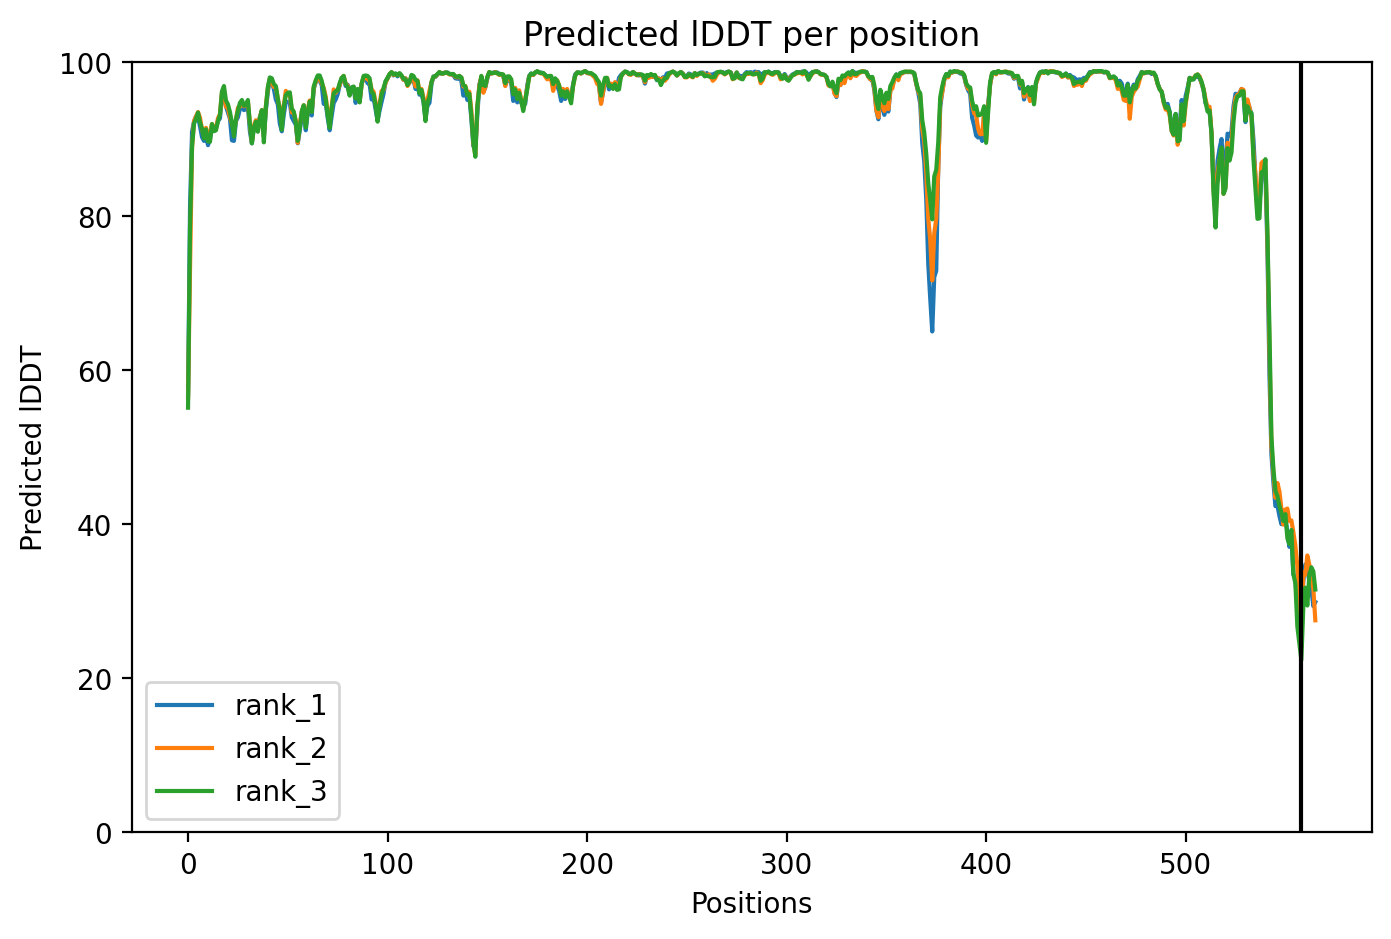 Predicted lDDT per position
100
80
60
40
20
0
Predicted lDDT
rank_1
rank_2
rank_3
0 100 200 300 400 500
Positions